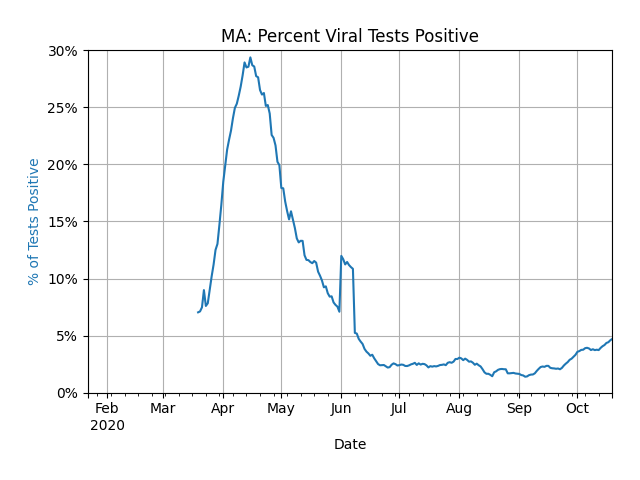 MA: Percent Viral Tests Positive
30%
25%
20%
15%
10%
5%
0%
% of Tests Positive
Feb Mar Apr May Jun Jul Aug Sep Oct
2020
Date